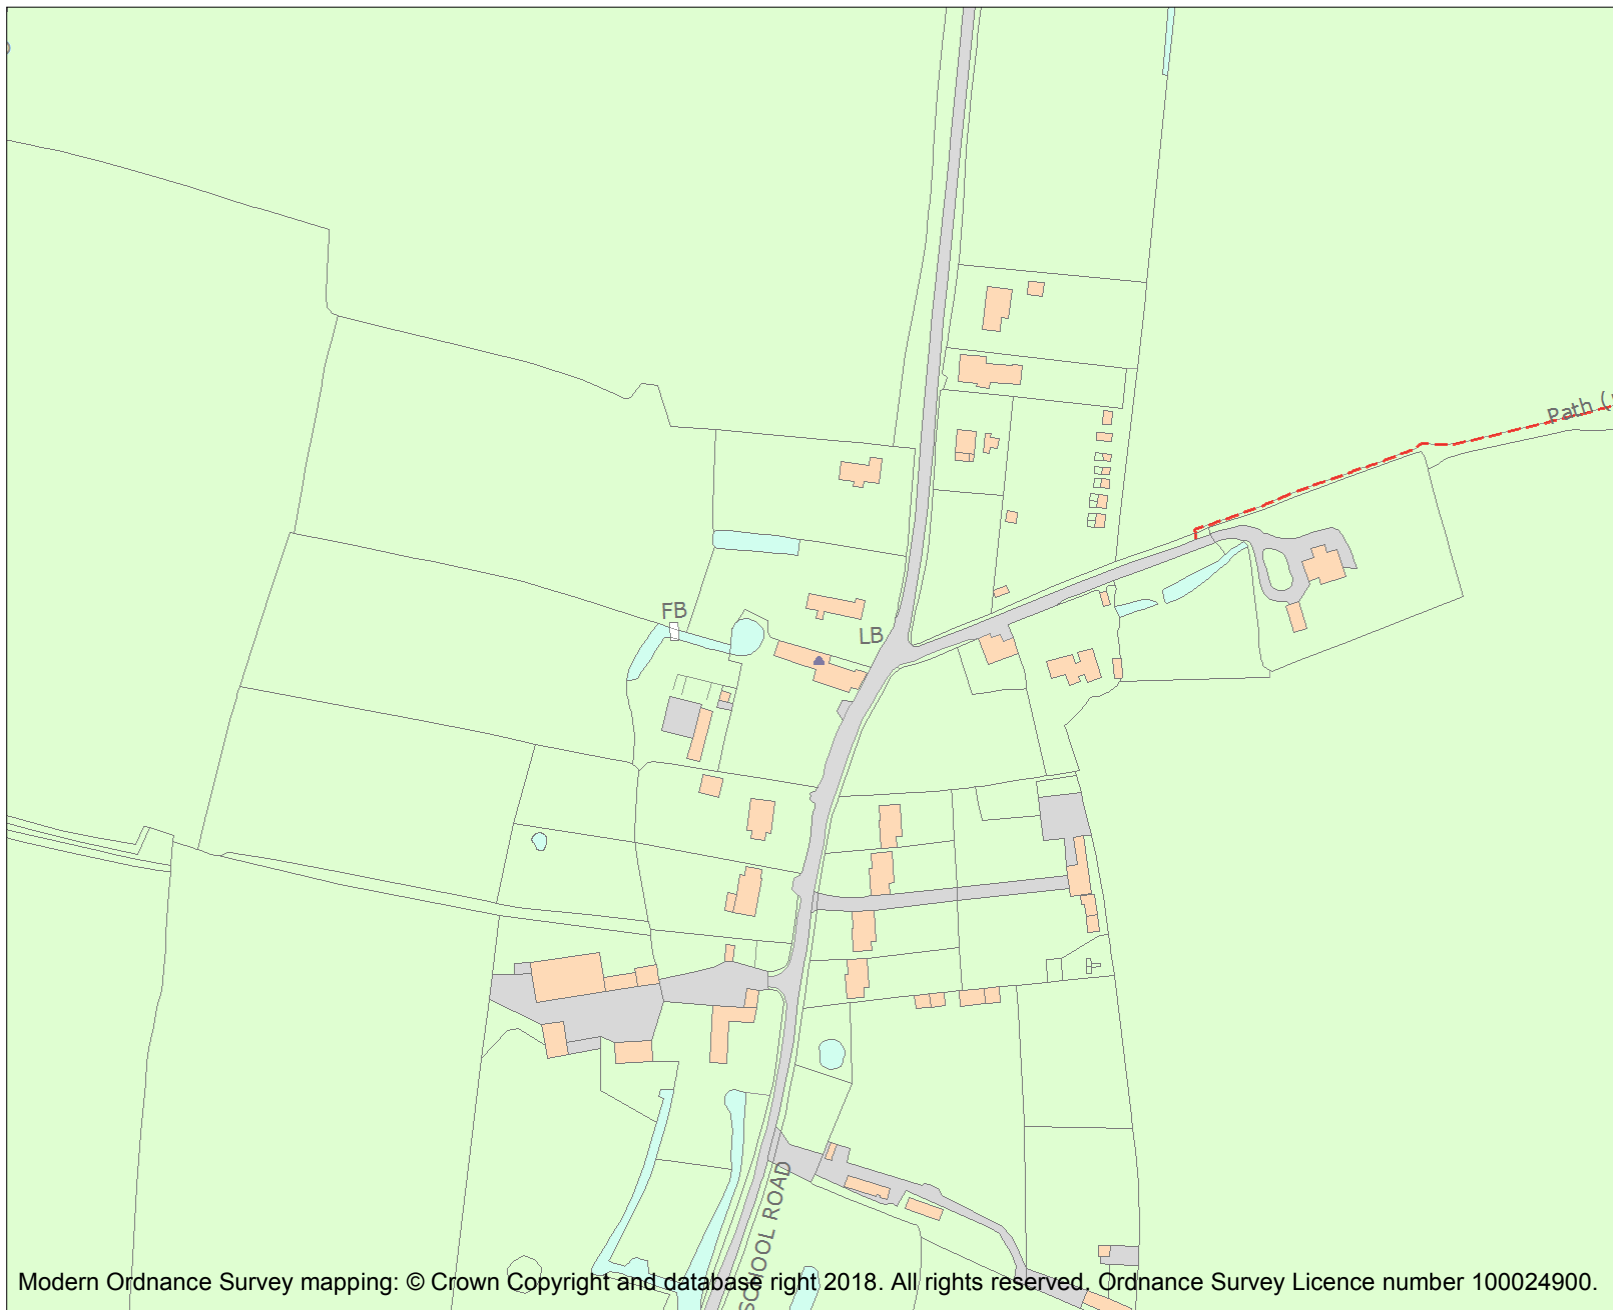 Path (
FB
LB
SCHOOL ROAD
Modern Ordnance Survey mapping: © Crown Copyright and database right 2018. All rights reserved. Ordnance Survey Licence number 100024900.